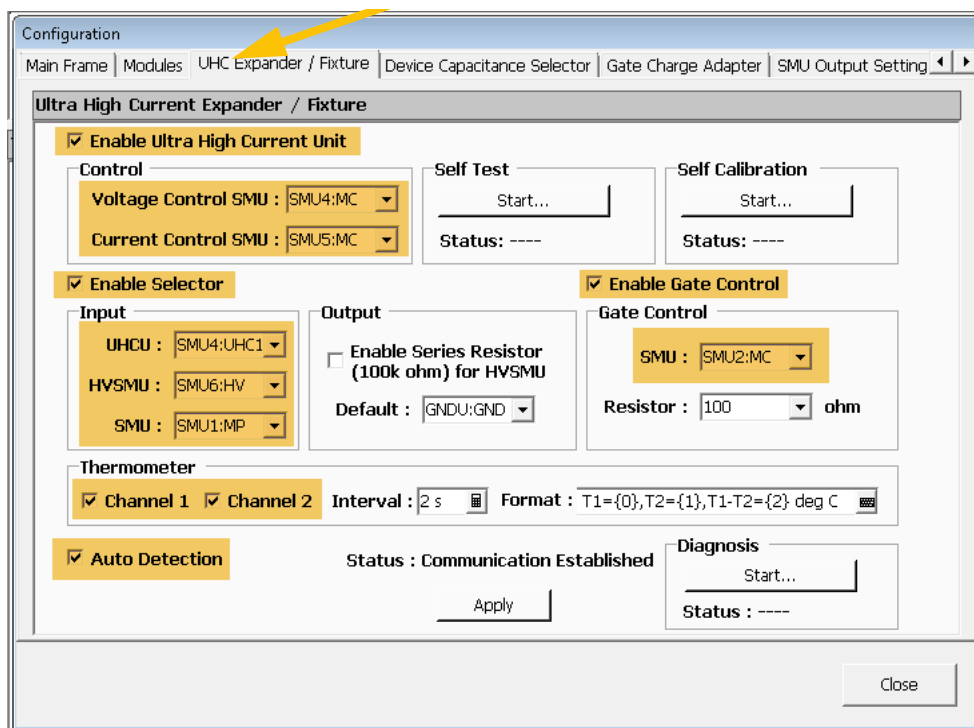 Configuration
Main Frame Modules UHC Expander / Fixture Device Capacitance Selector Gate Charge Adapter SMU Output Setting
Ultra High Current Expander / Fixture
Enable Ultra High Current Unit
Control
Voltage Control SMU : SMU4:MC
Current Control SMU : SMU5:MC
Self Test
Start...
Status: ----
Self Calibration
Start...
Status: ----
Enable Selector
Input
UHCU : SMU4:UHC1
HVSMU : SMU6:HV
SMU : SMU1:MP
Output
Enable Series Resistor
(100k ohm) for HVSMU
Default : GNDU:GND
Enable Gate Control
Gate Control
SMU : SMU2:MC
Resistor : 100 ohm
Thermometer
Channel 1 Channel 2 Interval : 2 s Format : T1={0},T2={1},T1-T2={2} deg C
Auto Detection
Status : Communication Established
Apply
Diagnosis
Start...
Status : ----
Close